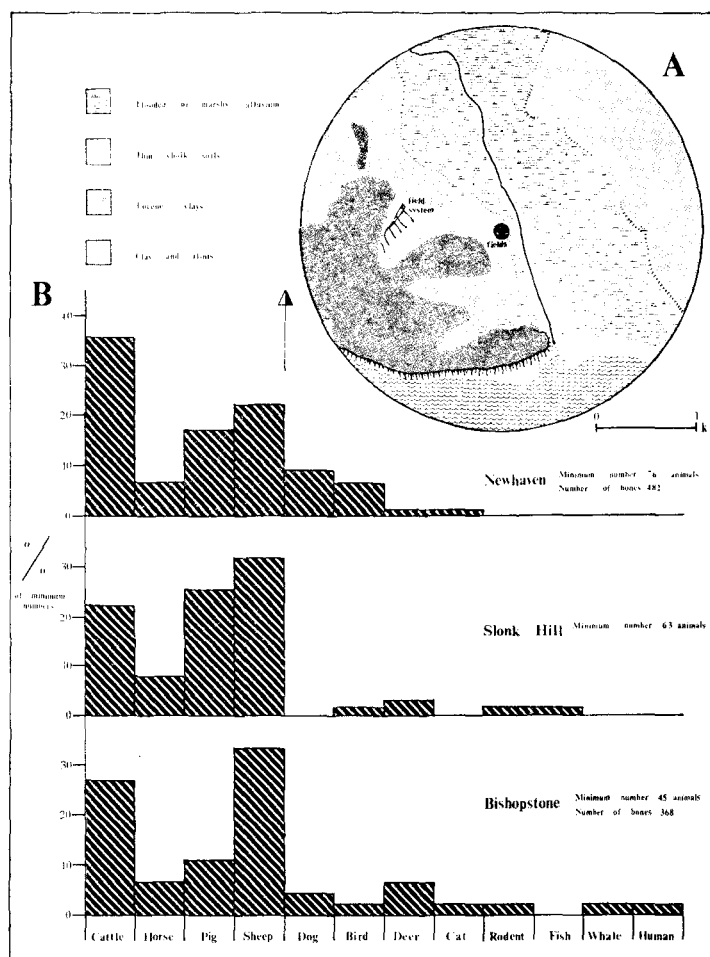 A
marshy alluvium
chalk soils
Eocene clays
Clay and flints
field
system
fields
0 1
k
B
40
30
20
10
0
Newhaven
Minimum number 76 animals
Number of bones 482
%
of minimum
numbers
30
20
10
0
Slonk Hill
Minimum number 63 animals
30
20
10
0
Bishopstone
Minimum number 45 animals
Number of bones 368
Cattle Horse Pig Sheep Dog Bird Deer Cat Rodent Fish Whale Human